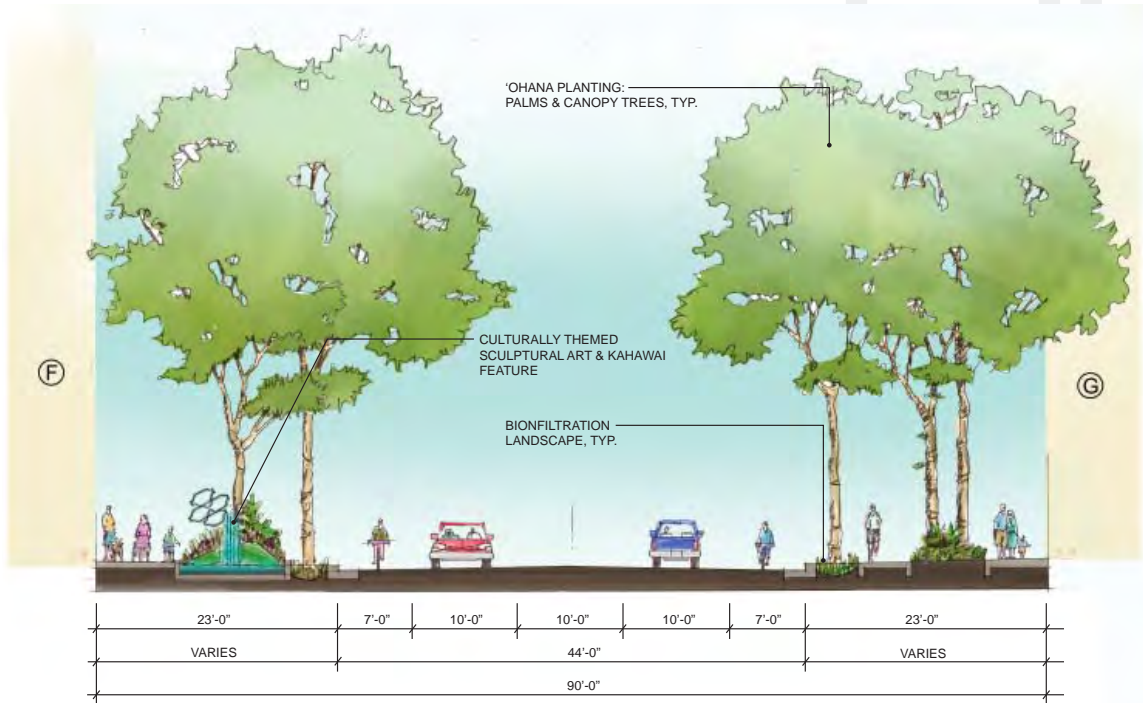 ‘OHANA PLANTING:
PALMS & CANOPY TREES, TYP.
CULTURALLY THEMED
SCULPTURAL ART & KAHAWAI
FEATURE
F
G
BIONFILTRATION
LANDSCAPE, TYP.
23’-0” 7’-0” 10’-0” 10’-0” 10’-0” 7’-0” 23’-0”
VARIES 44’-0” VARIES
90’-0”